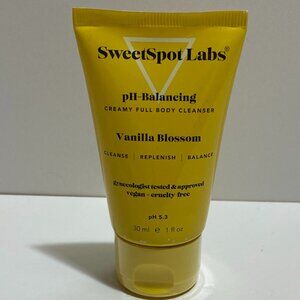 SweetSpot Labs®
pH-Balancing
CREAMY FULL BODY CLEANSER
Vanilla Blossom
CLEANSE | REPLENISH | BALANCE
gynecologist tested & approved
vegan - cruelty free
pH 5.3
30 ml ℮ 1 fl oz